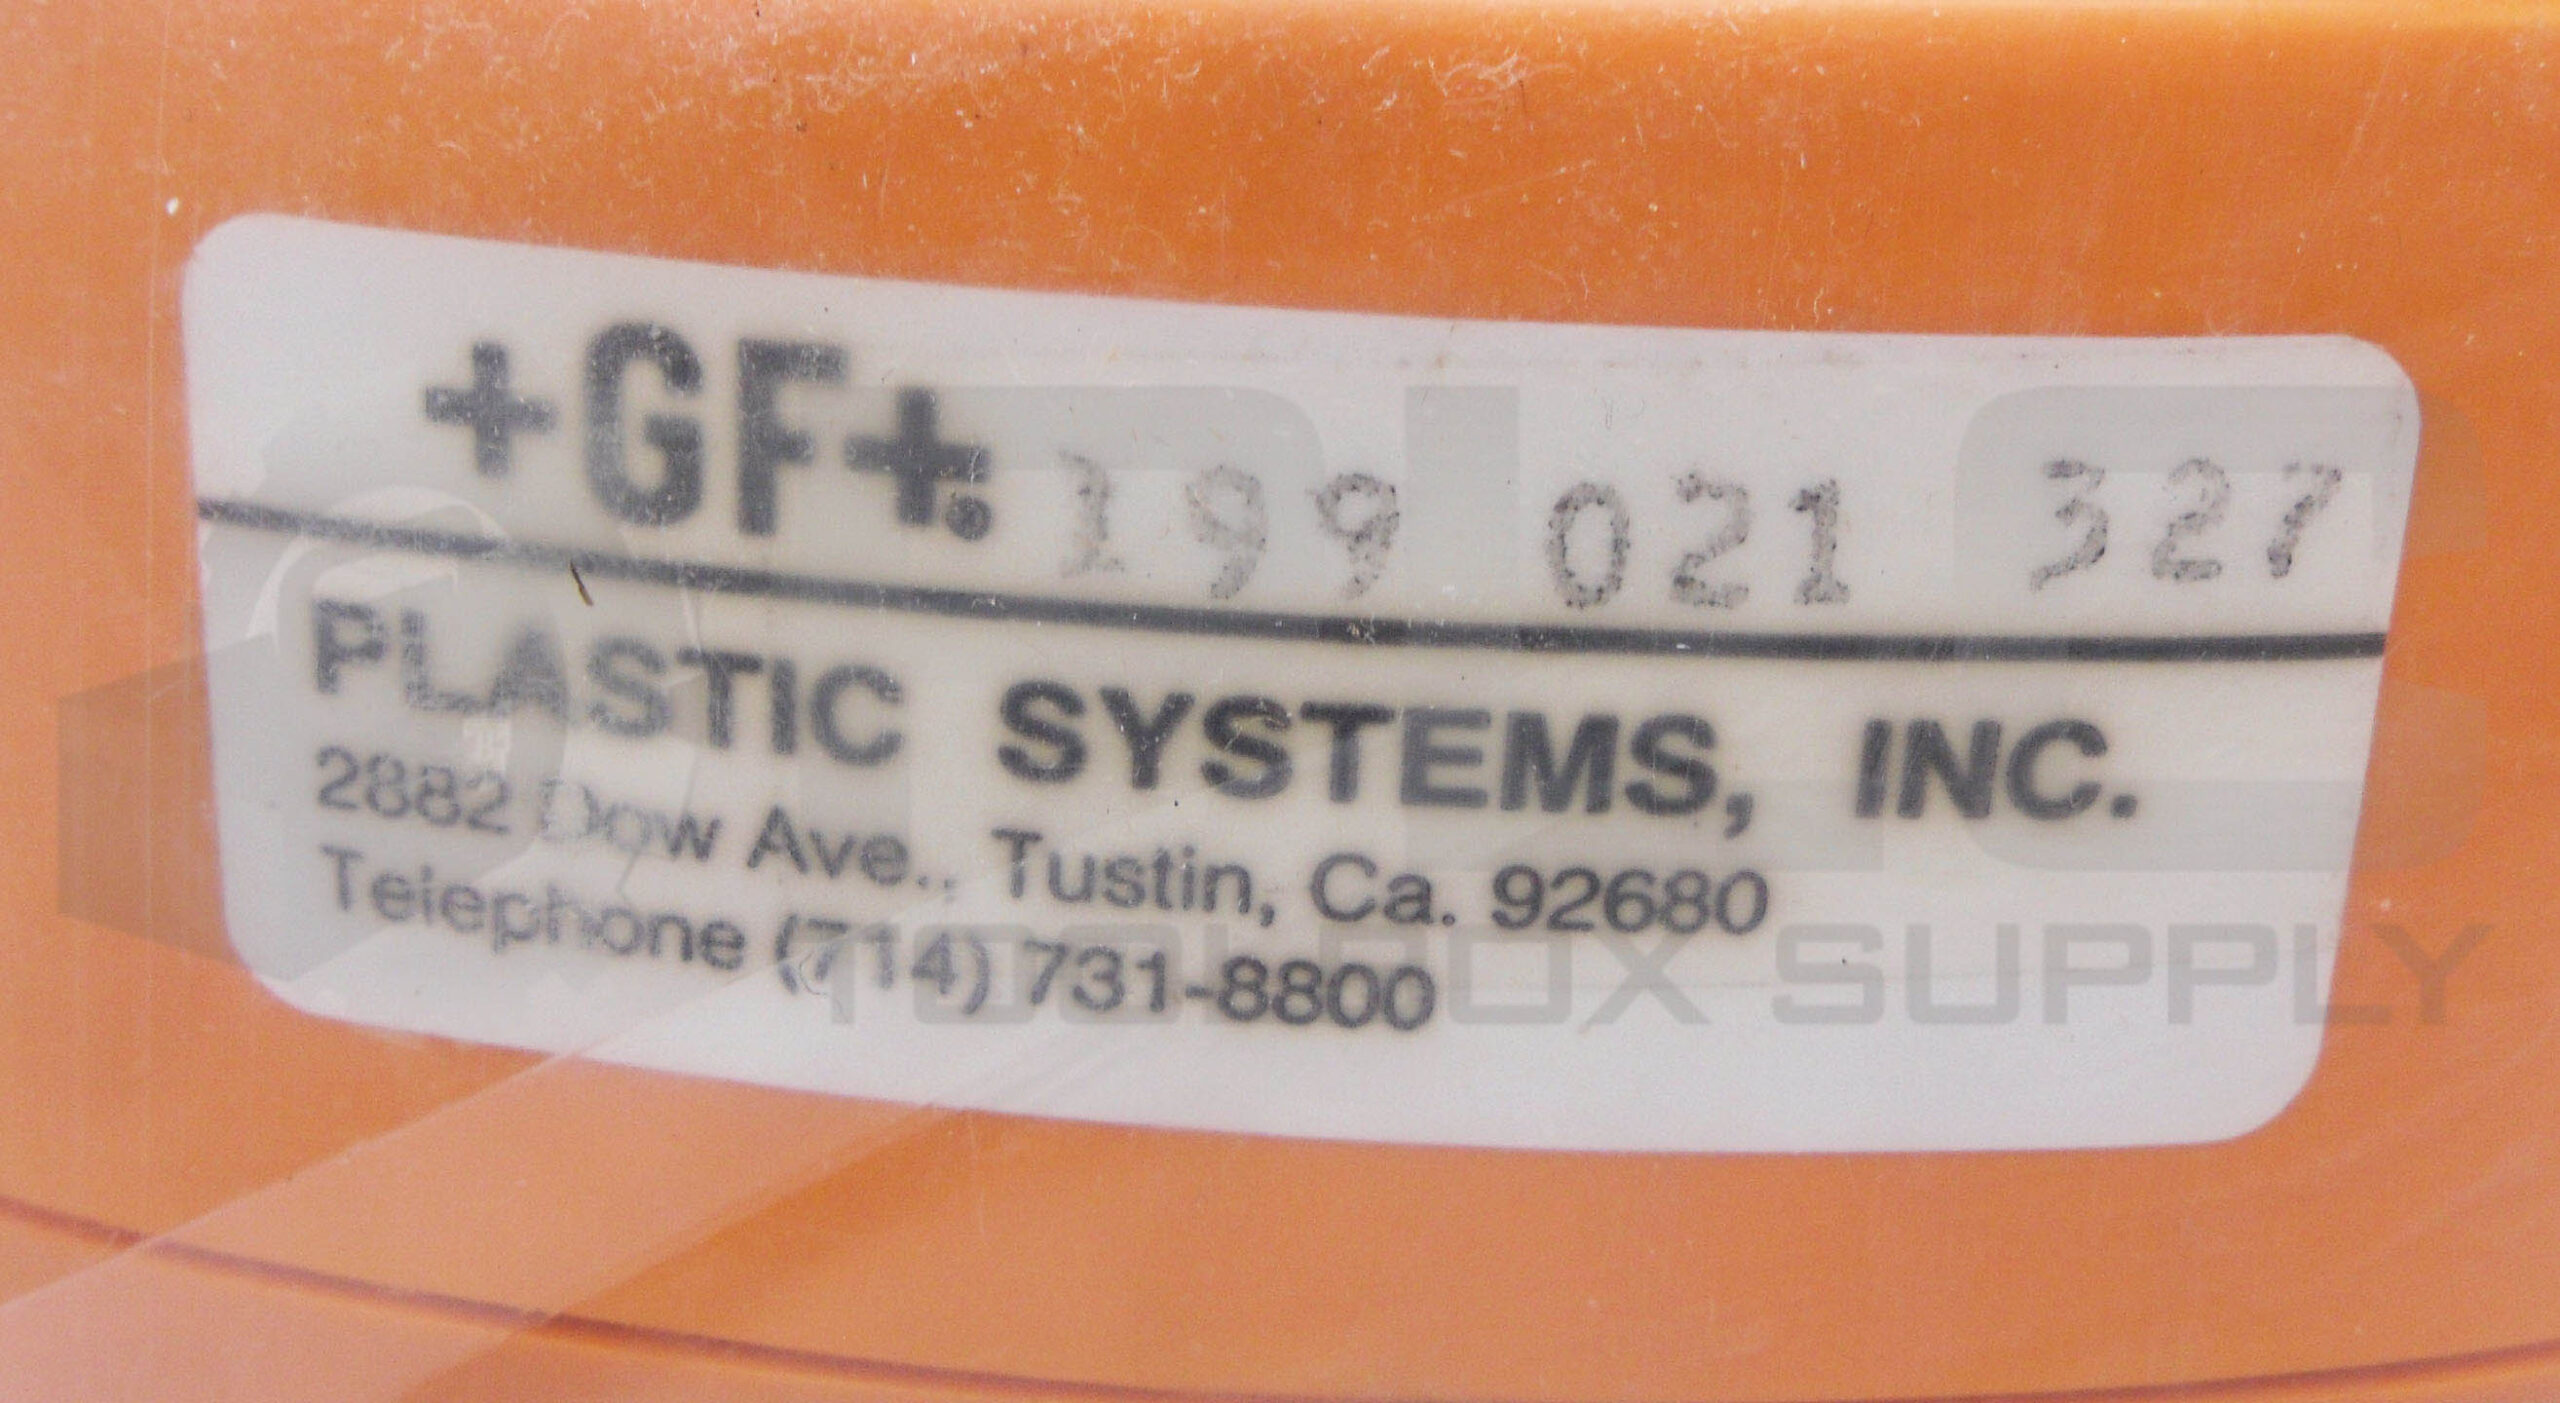 +GF+. 199 021 327
PLASTIC SYSTEMS, INC.
2882 Dow Ave., Tustin, Ca. 92680
Telephone (714) 731-8800
PLC'S
TOOLBOX SUPPLY